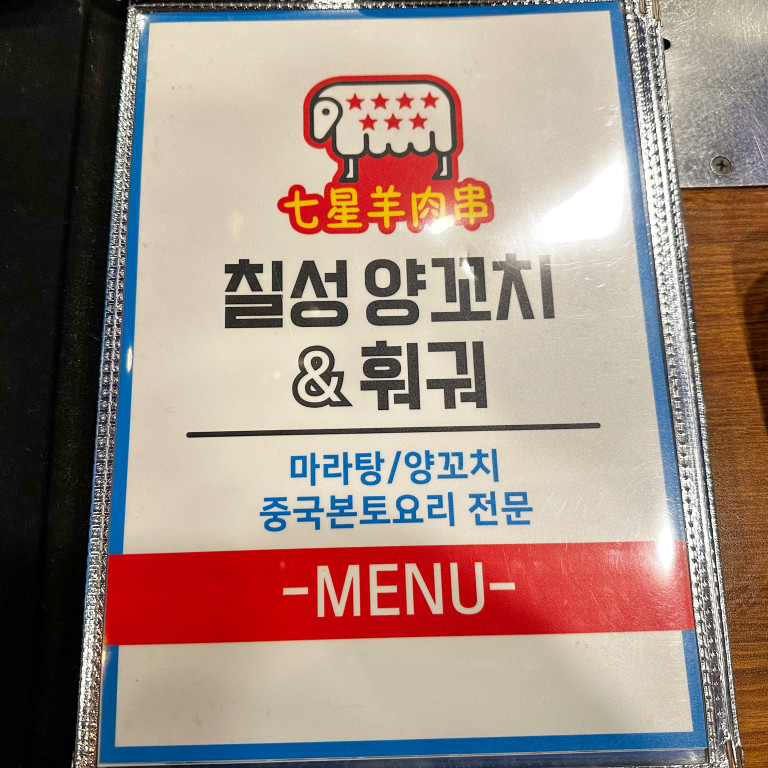 七星羊肉串
칠성 양꼬치
& 훠궈
마라탕/양꼬치
중국본토요리 전문
-MENU-